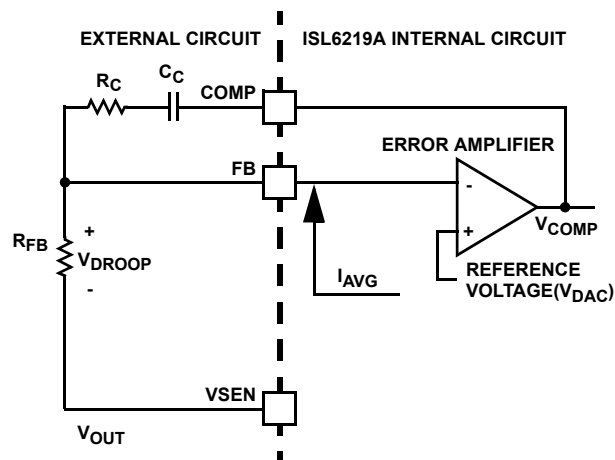 EXTERNAL CIRCUIT
ISL6219A INTERNAL CIRCUIT
RC
CC
COMP
ERROR AMPLIFIER
FB
-
+
VCOMP
RFB
+
VDROOP
-
IAVG
REFERENCE
VOLTAGE(VDAC)
VSEN
VOUT